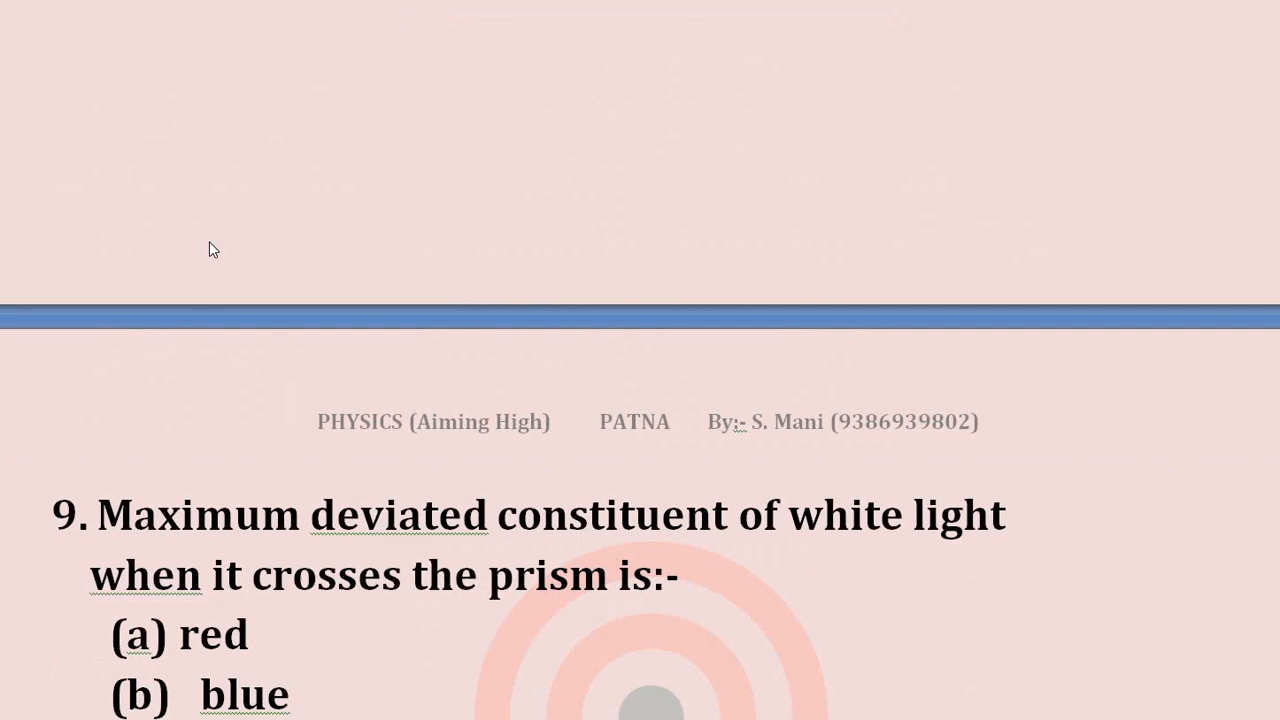 PHYSICS (Aiming High) PATNA By:- S. Mani (9386939802)
9. Maximum deviated constituent of white light
when it crosses the prism is:-
(a) red
(b) blue